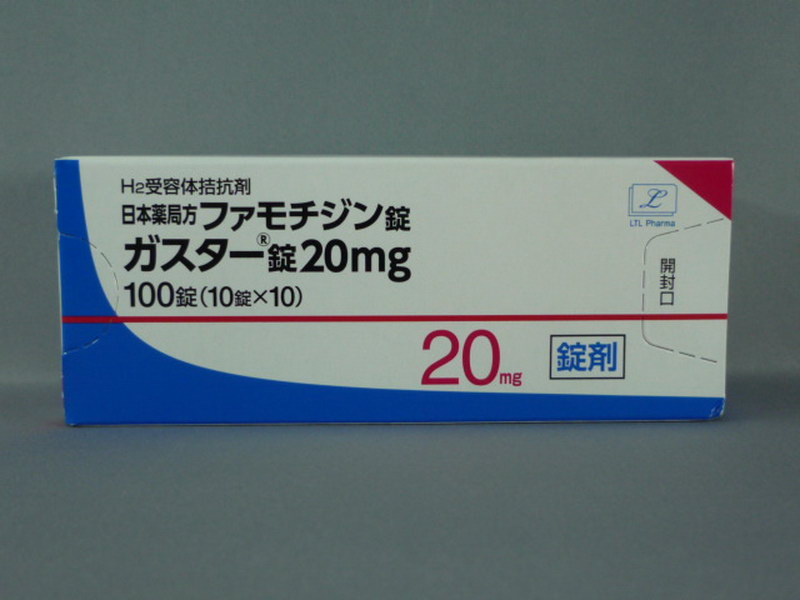 H2受容体拮抗剤
日本薬局方ファモチジン錠
ガスター®錠20mg
100錠(10錠×10)
LTL Pharma
開封口
20mg
錠剤